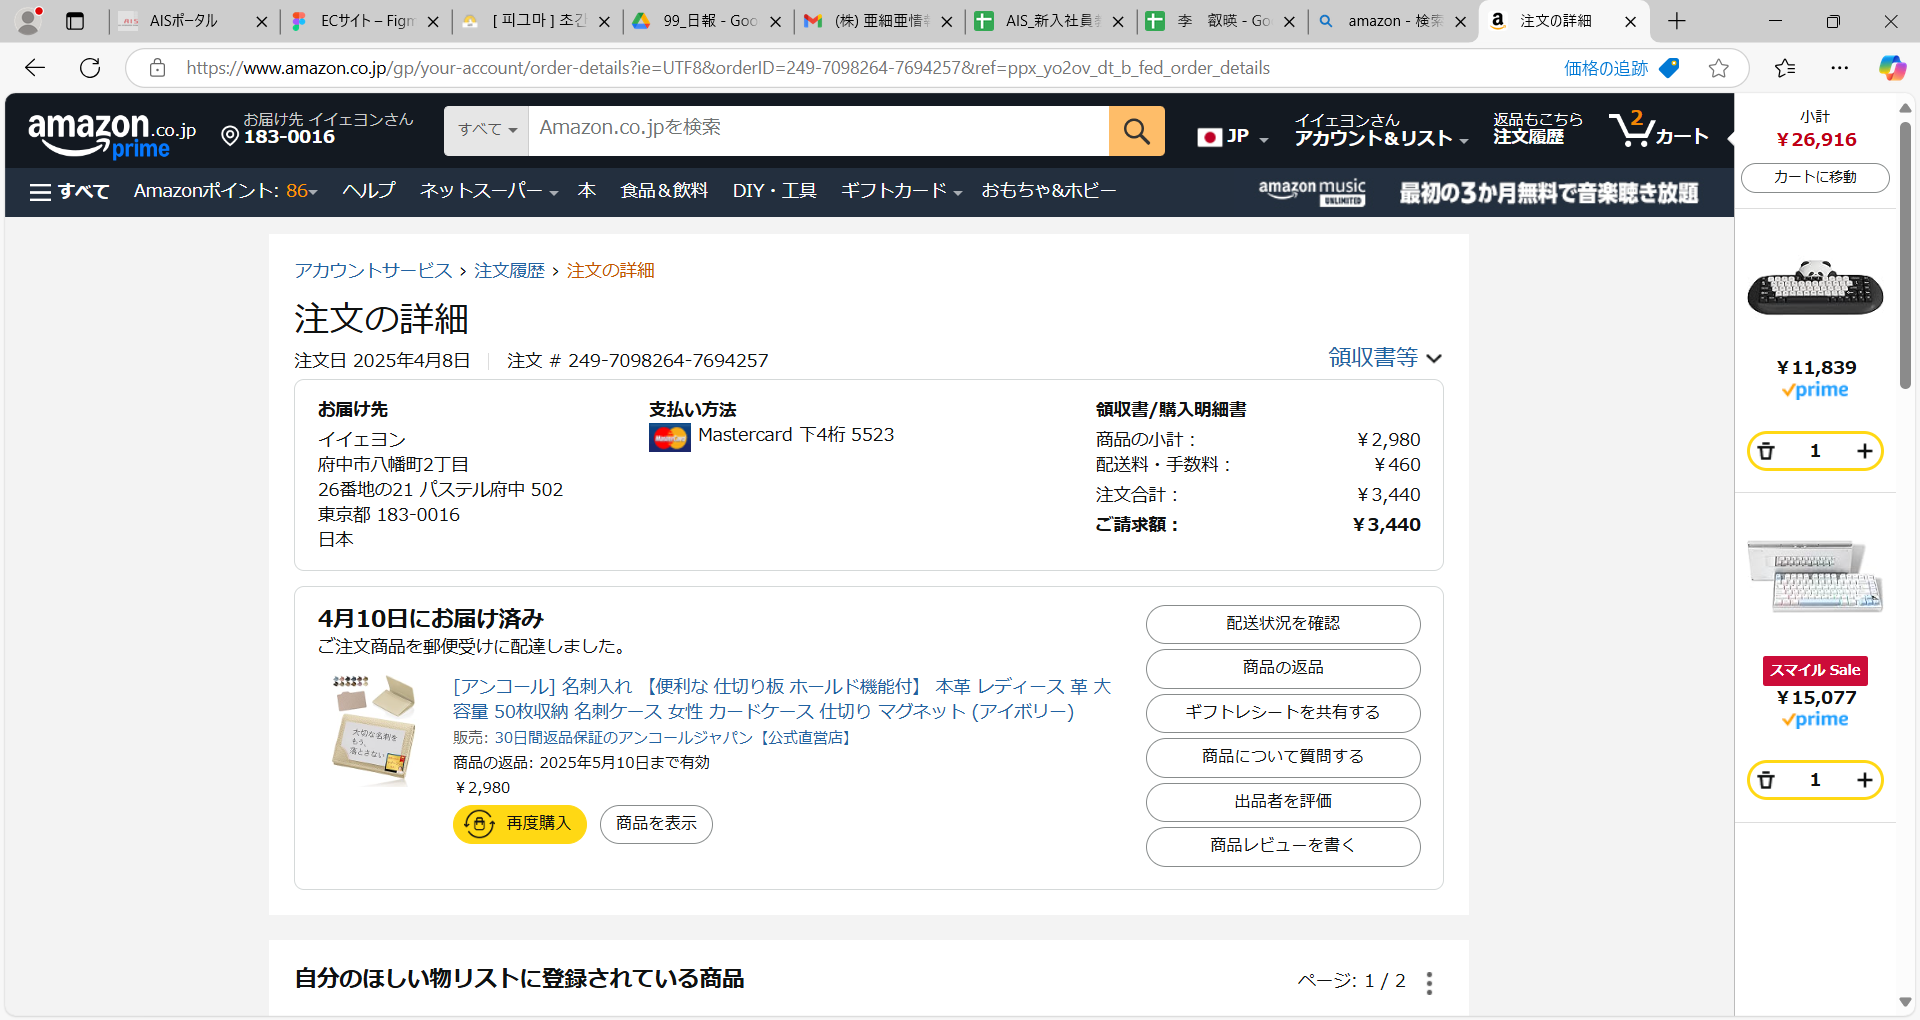 AISポータル
ECサイト – Figm
[ 피그마 ] 초간
99_日報 - Goo
(株) 亜細亜情報
AIS_新入社員
李　叡暎 - Go
amazon - 検索
注文の詳細
https://www.amazon.co.jp/gp/your-account/order-details?ie=UTF8&orderID=249-7098264-7694257&ref=ppx_yo2ov_dt_b_fed_order_details
価格の追跡
amazon.co.jp
prime
お届け先 イイェヨンさん
183-0016
すべて
Amazon.co.jpを検索
JP
イイェヨンさん
アカウント&リスト
返品もこちら
注文履歴
2
カート
すべて
Amazonポイント: 86
ヘルプ
ネットスーパー
本
食品＆飲料
DIY・工具
ギフトカード
おもちゃ&ホビー
amazon music
UNLIMITED
最初の3か月無料で音楽聴き放題
アカウントサービス › 注文履歴 › 注文の詳細
注文の詳細
注文日 2025年4月8日
注文 # 249-7098264-7694257
領収書等
お届け先
イイェヨン
府中市八幡町2丁目
26番地の21 パステル府中 502
東京都 183-0016
日本
支払い方法
MasterCard
Mastercard 下4桁 5523
領収書/購入明細書
商品の小計： ￥2,980
配送料・手数料： ￥460
注文合計： ￥3,440
ご請求額： ￥3,440
4月10日にお届け済み
ご注文商品を郵便受けに配達しました。
大切な名刺を
もう、
落とさない
[アンコール] 名刺入れ 【便利な 仕切り板 ホールド機能付】 本革 レディース 革 大
容量 50枚収納 名刺ケース 女性 カードケース 仕切り マグネット (アイボリー)
販売: 30日間返品保証のアンコールジャパン【公式直営店】
商品の返品: 2025年5月10日まで有効
￥2,980
再度購入
商品を表示
配送状況を確認
商品の返品
ギフトレシートを共有する
商品について質問する
出品者を評価
商品レビューを書く
自分のほしい物リストに登録されている商品
ページ: 1 / 2
小計
￥26,916
カートに移動
￥11,839
prime
1
スマイル Sale
￥15,077
prime
1